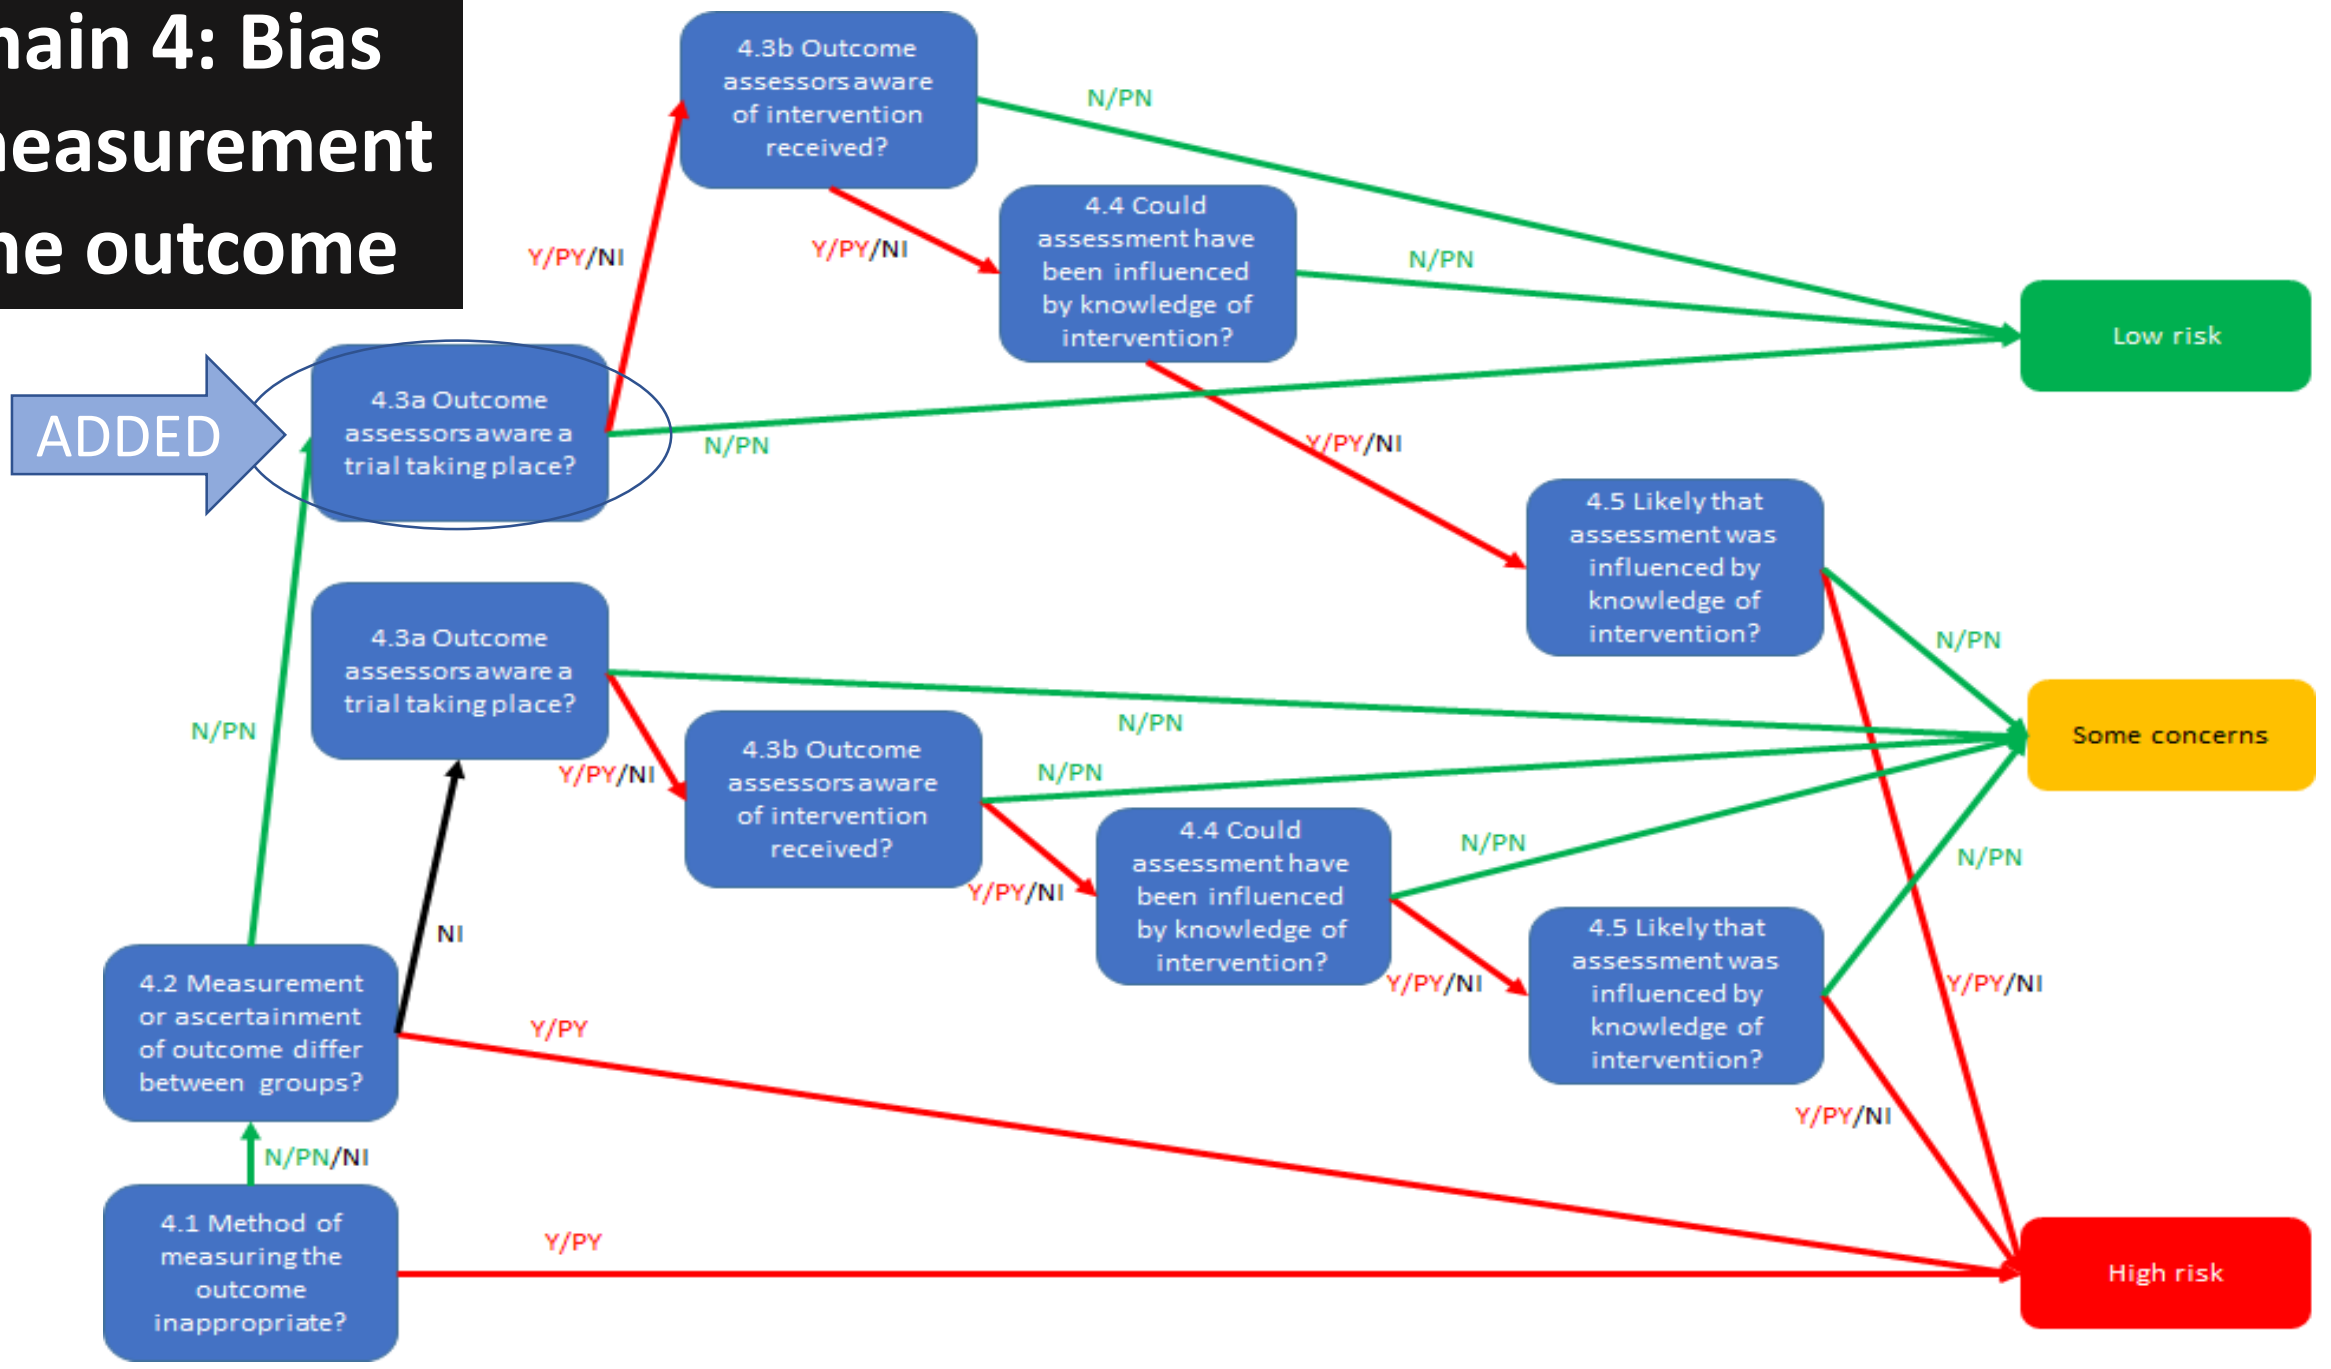 main 4: Bias
measurement
he outcome
4.3b Outcome
assessors aware
of intervention
received?
N/PN
Y/PY/NI
Y/PY/NI
4.4 Could
assessment have
been influenced
by knowledge of
intervention?
N/PN
Low risk
ADDED
4.3a Outcome
assessors aware a
trial taking place?
N/PN
Y/PY/NI
4.5 Likely that
assessment was
influenced by
knowledge of
intervention?
N/PN
4.3a Outcome
assessors aware a
trial taking place?
N/PN
N/PN
Y/PY/NI
4.3b Outcome
assessors aware
of intervention
received?
N/PN
Some concerns
Y/PY/NI
4.4 Could
assessment have
been influenced
by knowledge of
intervention?
N/PN
N/PN
Y/PY/NI
4.5 Likely that
assessment was
influenced by
knowledge of
intervention?
Y/PY/NI
Y/PY/NI
NI
4.2 Measurement
or ascertainment
of outcome differ
between groups?
Y/PY
N/PN/NI
4.1 Method of
measuring the
outcome
inappropriate?
Y/PY
High risk